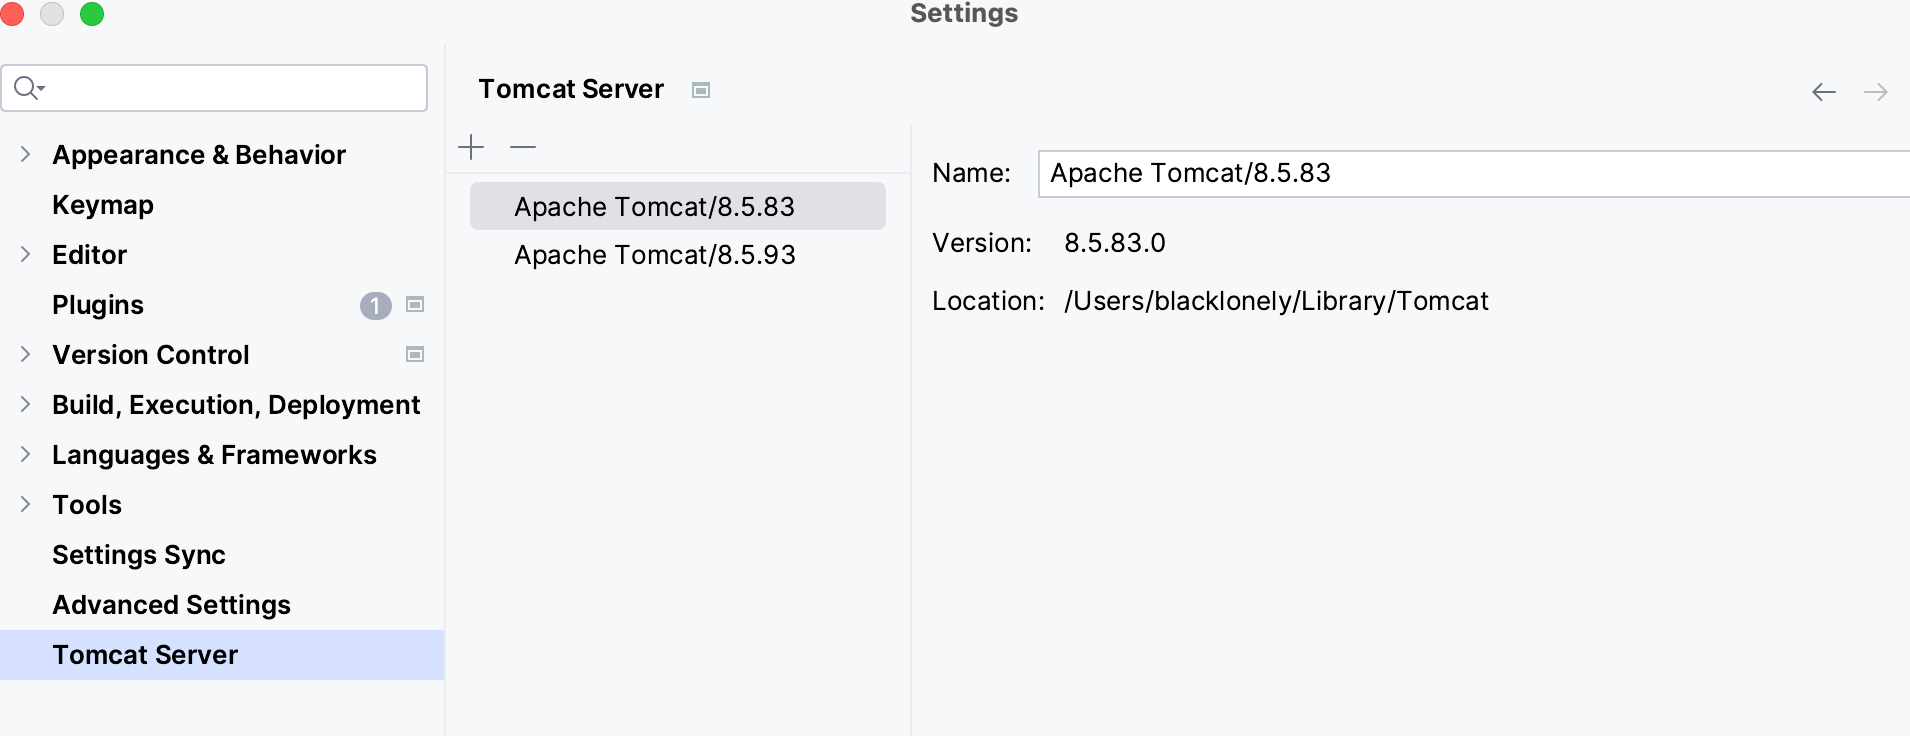 Settings
Appearance & Behavior
Keymap
Editor
Plugins 1
Version Control
Build, Execution, Deployment
Languages & Frameworks
Tools
Settings Sync
Advanced Settings
Tomcat Server
Tomcat Server
Apache Tomcat/8.5.83
Apache Tomcat/8.5.93
Name: Apache Tomcat/8.5.83
Version: 8.5.83.0
Location: /Users/blacklonely/Library/Tomcat